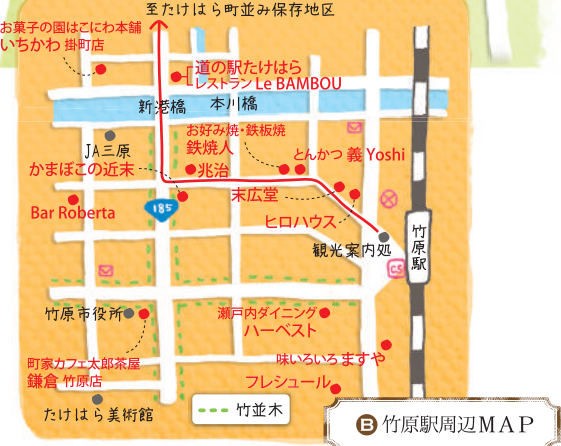 至たけはら町並み保存地区
お菓子の園はこにわ本舗
いちかわ 掛町店
道の駅たけはら
レストラン Le BAMBOU
新港橋
本川橋
お好み焼・鉄板焼
鉄焼人
JA三原
とんかつ 義 Yoshi
かまぼこの近末
兆治
末広堂
185
Bar Roberta
ヒロハウス
観光案内処
竹原駅
CS
竹原市役所
瀬戸内ダイニング
ハーベスト
町家カフェ太郎茶屋
鎌倉 竹原店
味いろいろ ますや
フレシュール
たけはら美術館
竹並木
B 竹原駅周辺MAP